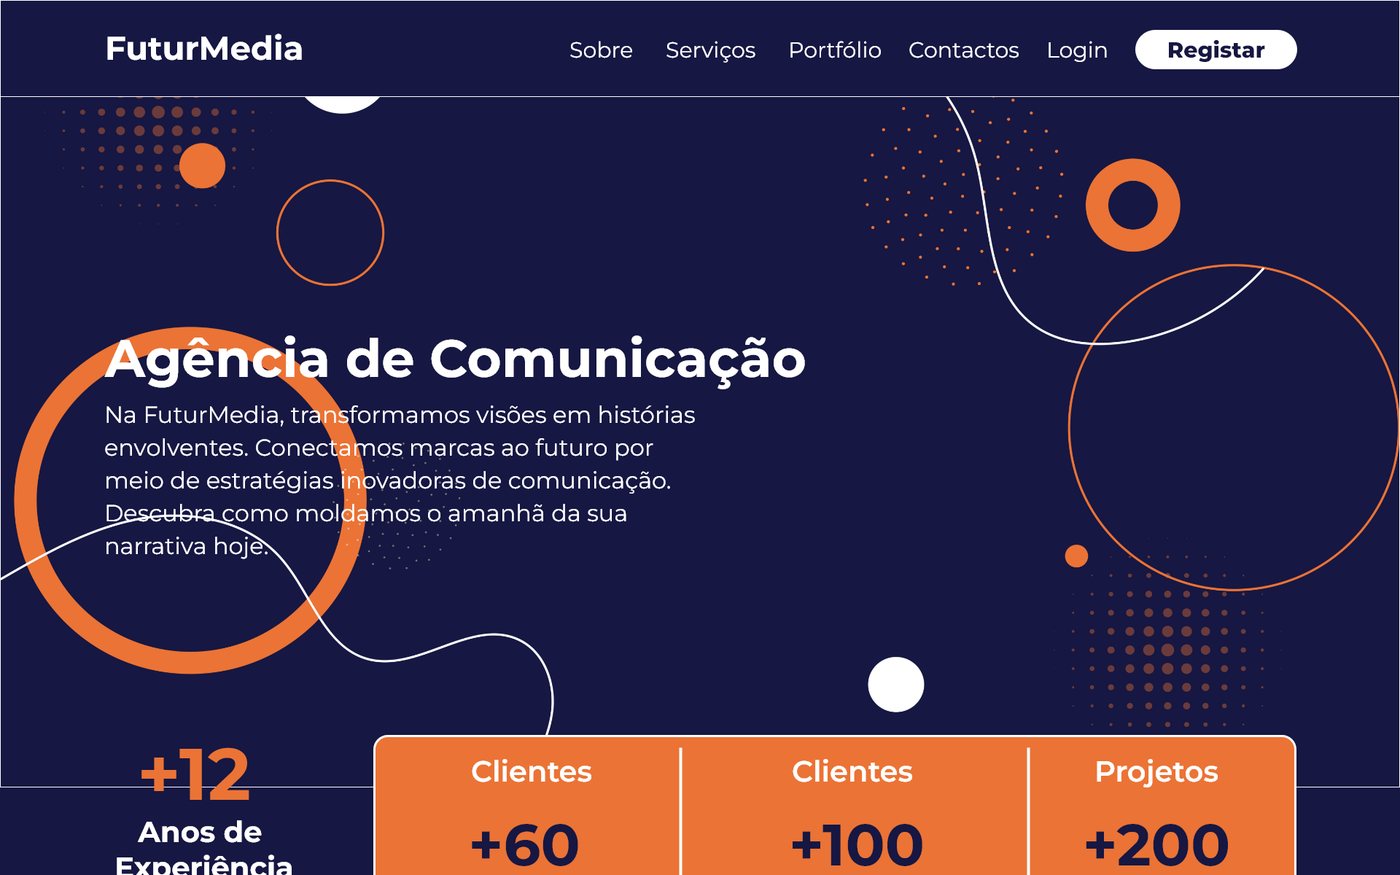 FuturMedia
Sobre Serviços Portfólio Contactos Login Registar
Agência de Comunicação
Na FuturMedia, transformamos visões em histórias
envolventes. Conectamos marcas ao futuro por
meio de estratégias inovadoras de comunicação.
Descubra como moldamos o amanhã da sua
narrativa hoje.
+12
Anos de
Experiência
Clientes
+60
Clientes
+100
Projetos
+200